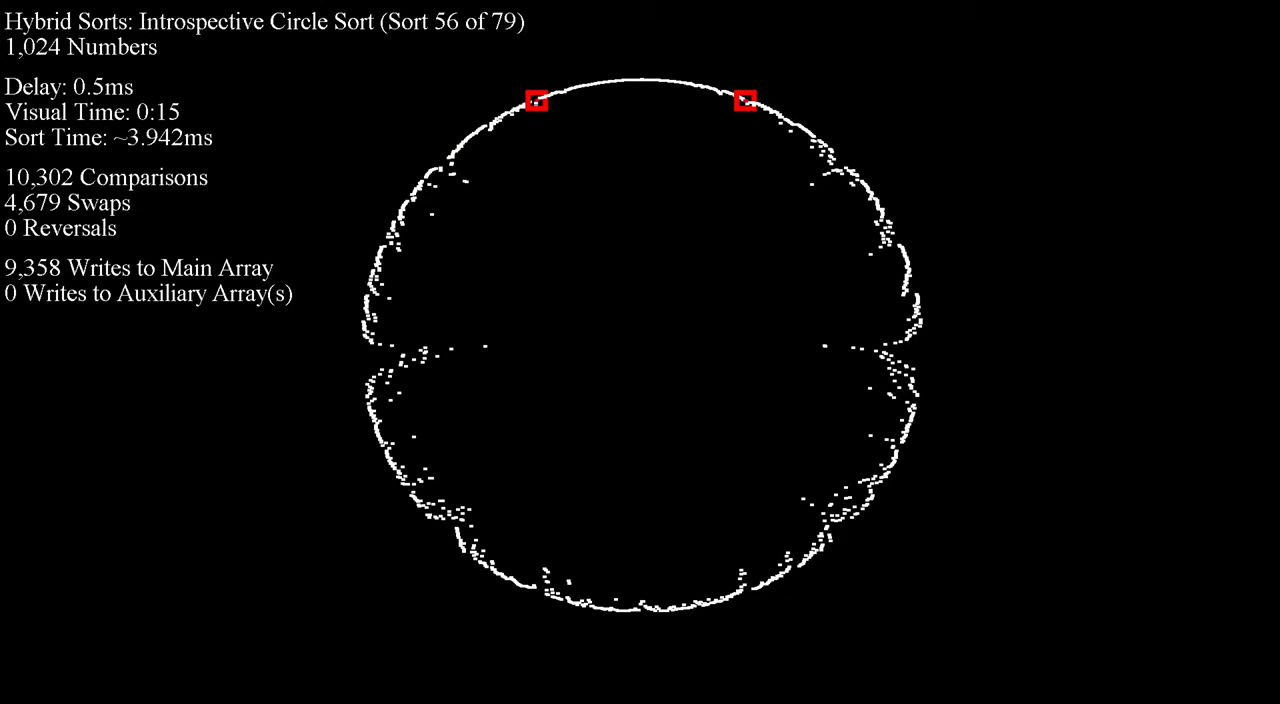 Hybrid Sorts: Introspective Circle Sort (Sort 56 of 79)
1,024 Numbers
Delay: 0.5ms
Visual Time: 0:15
Sort Time: ~3.942ms
10,302 Comparisons
4,679 Swaps
0 Reversals
9,358 Writes to Main Array
0 Writes to Auxiliary Array(s)